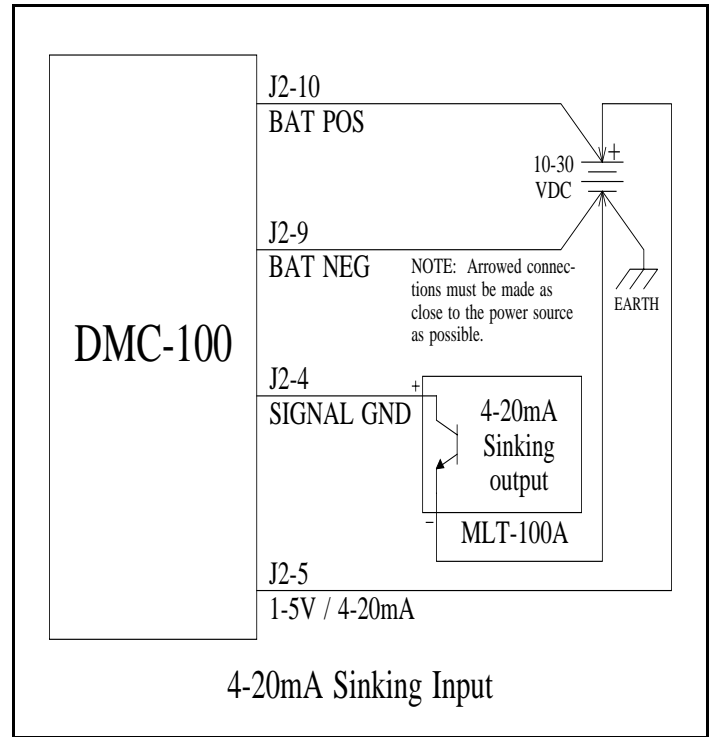 J2-10
BAT POS
10-30
VDC
+
J2-9
BAT NEG
NOTE: Arrowed connec-
tions must be made as
close to the power source
as possible.
EARTH
DMC-100
J2-4
SIGNAL GND
+
4-20mA
Sinking
output
−
MLT-100A
J2-5
1-5V / 4-20mA
4-20mA Sinking Input